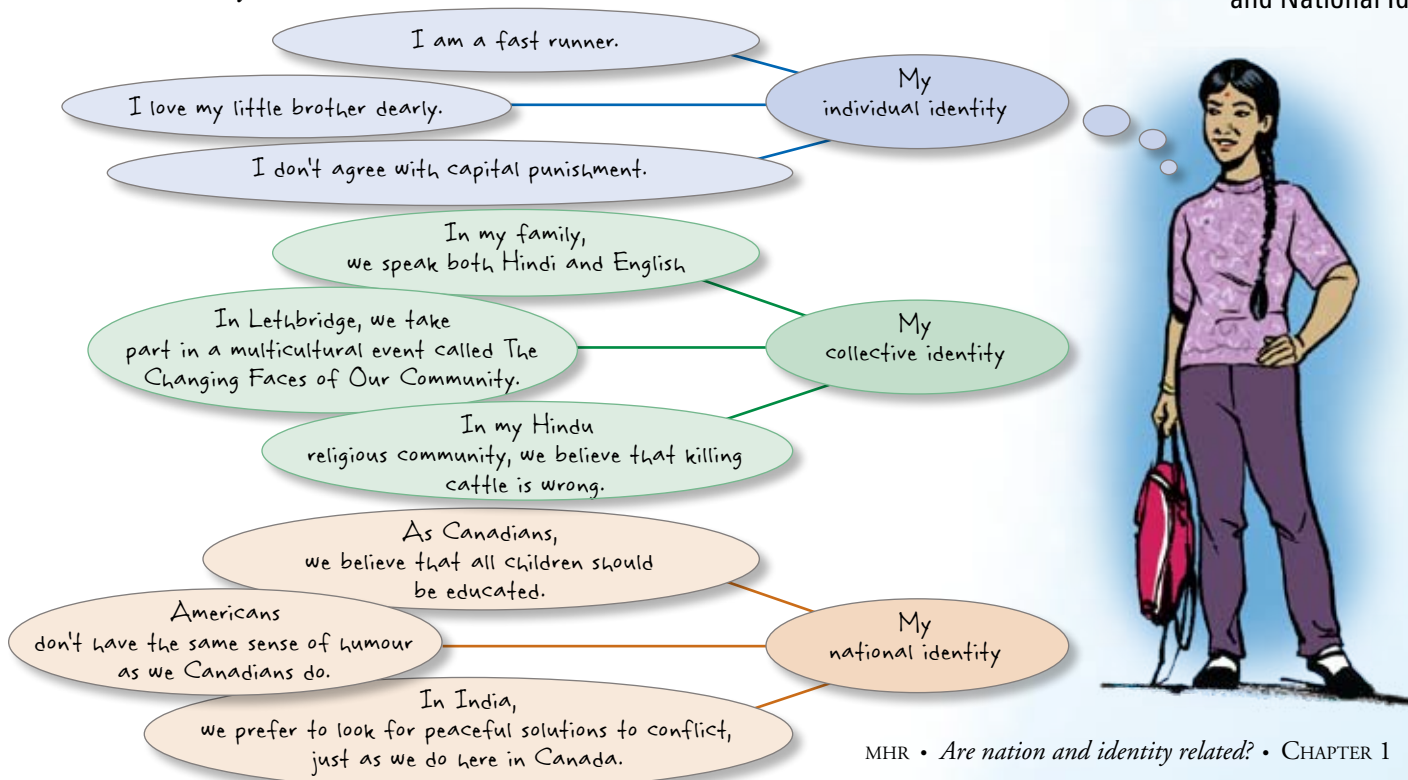 and National Id
I am a fast runner.
I love my little brother dearly.
I don't agree with capital punishment.
My
individual identity
In my family,
we speak both Hindi and English
In Lethbridge, we take
part in a multicultural event called The
Changing Faces of Our Community.
In my Hindu
religious community, we believe that killing
cattle is wrong.
My
collective identity
As Canadians,
we believe that all children should
be educated.
Americans
don't have the same sense of humour
as we Canadians do.
In India,
we prefer to look for peaceful solutions to conflict,
just as we do here in Canada.
My
national identity
MHR • Are nation and identity related? • CHAPTER 1